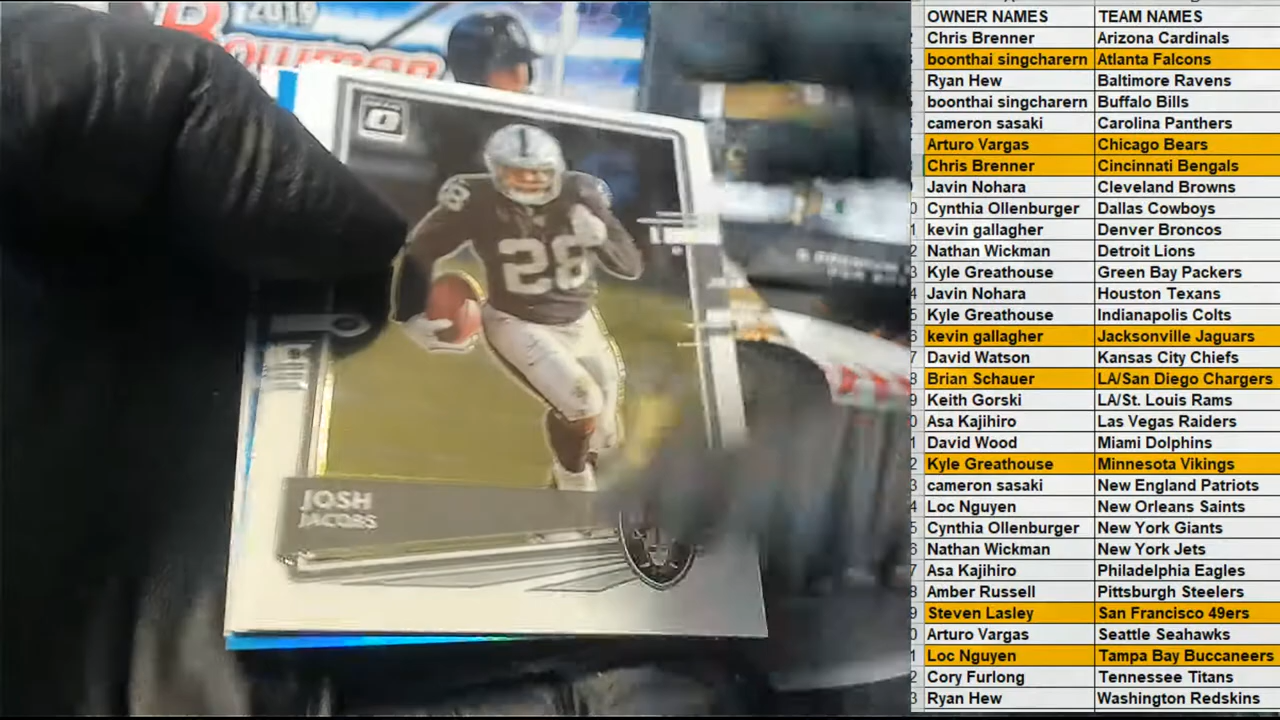 2019
Bowman
28
28
JOSH
JACOBS
OWNER NAMES TEAM NAMES
Chris Brenner Arizona Cardinals
boonthai singcharern Atlanta Falcons
Ryan Hew Baltimore Ravens
boonthai singcharern Buffalo Bills
cameron sasaki Carolina Panthers
Arturo Vargas Chicago Bears
Chris Brenner Cincinnati Bengals
Javin Nohara Cleveland Browns
Cynthia Ollenburger Dallas Cowboys
kevin gallagher Denver Broncos
Nathan Wickman Detroit Lions
Kyle Greathouse Green Bay Packers
Javin Nohara Houston Texans
Kyle Greathouse Indianapolis Colts
kevin gallagher Jacksonville Jaguars
David Watson Kansas City Chiefs
Brian Schauer LA/San Diego Chargers
Keith Gorski LA/St. Louis Rams
Asa Kajihiro Las Vegas Raiders
David Wood Miami Dolphins
Kyle Greathouse Minnesota Vikings
cameron sasaki New England Patriots
Loc Nguyen New Orleans Saints
Cynthia Ollenburger New York Giants
Nathan Wickman New York Jets
Asa Kajihiro Philadelphia Eagles
Amber Russell Pittsburgh Steelers
Steven Lasley San Francisco 49ers
Arturo Vargas Seattle Seahawks
Loc Nguyen Tampa Bay Buccaneers
Cory Furlong Tennessee Titans
Ryan Hew Washington Redskins